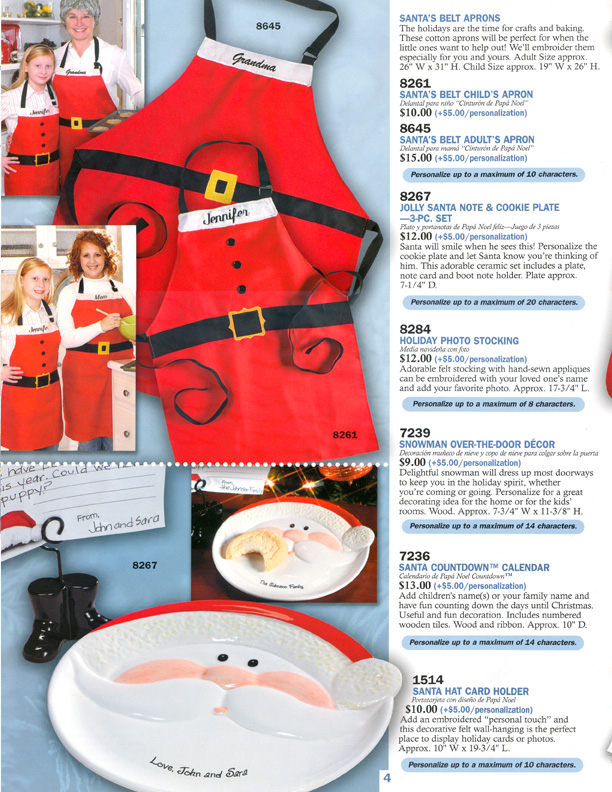 8645
Grandma
Grandma
Jennifer
Jennifer
Jennifer
Mimi
8261
have
is year. Could we
puppy?
From,
John and Sara
8267
From,
The Johnson Family
The Johnson Family
Love, John and Sara
SANTA'S BELT APRONS
The holidays are the time for crafts and baking.
These cotton aprons will be perfect for when the
little ones want to help out! We'll embroider them
especially for you and yours. Adult Size approx.
26" W x 31" H. Child Size approx. 19" W x 26" H.
8261
SANTA'S BELT CHILD'S APRON
Delantal para niño "Cinturón de Papá Noel"
$10.00 (+$5.00/personalization)
8645
SANTA'S BELT ADULT'S APRON
Delantal para mamá "Cinturón de Papá Noel"
$15.00 (+$5.00/personalization)
Personalize up to a maximum of 10 characters.
8267
JOLLY SANTA NOTE & COOKIE PLATE
—3-PC. SET
Plato y portanotas de Papá Noel feliz—Juego de 3 piezas
$12.00 (+$5.00/personalization)
Santa will smile when he sees this! Personalize the
cookie plate and let Santa know you're thinking of
him. This adorable ceramic set includes a plate,
note card and boot note holder. Plate approx.
7-1/4" D.
Personalize up to a maximum of 20 characters.
8284
HOLIDAY PHOTO STOCKING
Media navideña con foto
$12.00 (+$5.00/personalization)
Adorable felt stocking with hand-sewn appliques
can be embroidered with your loved one's name
and add your favorite photo. Approx. 17-3/4" L.
Personalize up to a maximum of 8 characters.
7239
SNOWMAN OVER-THE-DOOR DÉCOR
Decoración muñeco de nieve y copo de nieve para colgar sobre la puerta
$9.00 (+$5.00/personalization)
Delightful snowman will dress up most doorways
to keep you in the holiday spirit, whether
you're coming or going. Personalize for a great
decorating idea for the home or for the kids'
rooms. Wood. Approx. 7-3/4" W x 11-3/8" H.
Personalize up to a maximum of 14 characters.
7236
SANTA COUNTDOWN™ CALENDAR
Calendario de Papá Noel Countdown™
$13.00 (+$5.00/personalization)
Add children's name(s) or your family name and
have fun counting down the days until Christmas.
Useful and fun decoration. Includes numbered
wooden tiles. Wood and ribbon. Approx. 10" D.
Personalize up to a maximum of 14 characters.
1514
SANTA HAT CARD HOLDER
Portatarjeta con diseño de Papá Noel
$10.00 (+$5.00/personalization)
Add an embroidered "personal touch" and
this decorative felt wall-hanging is the perfect
place to display holiday cards or photos.
Approx. 10" W x 19-3/4" L.
Personalize up to a maximum of 10 characters.
4